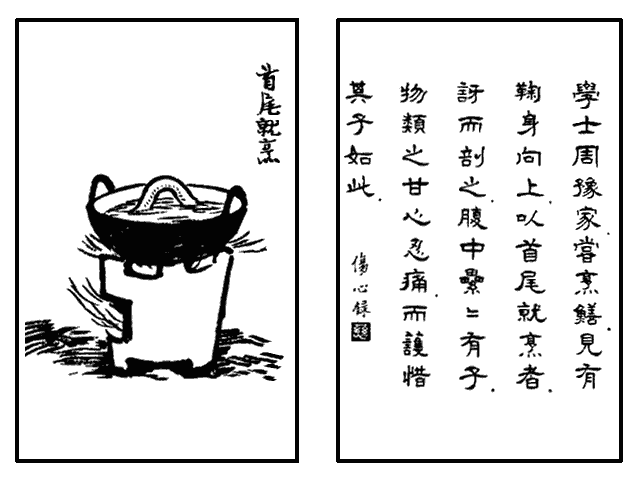 首尾就烹
學士周豫家.嘗烹鱔.見有
鞠身向上.以首尾就烹者.
訝而剖之.腹中纍〻有子.
物類之甘心忍痛.而護惜
其子如此.
傷心錄